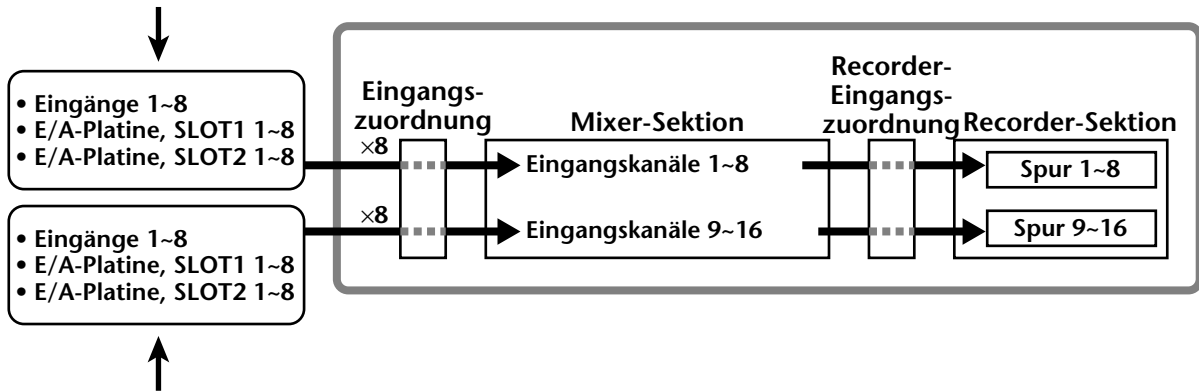 • Eingänge 1~8
• E/A-Platine, SLOT1 1~8
• E/A-Platine, SLOT2 1~8
• Eingänge 1~8
• E/A-Platine, SLOT1 1~8
• E/A-Platine, SLOT2 1~8
Eingangs-
zuordnung
×8
×8
Mixer-Sektion
Eingangskanäle 1~8
Eingangskanäle 9~16
Recorder-
Eingangs-
zuordnung
Recorder-Sektion
Spur 1~8
Spur 9~16